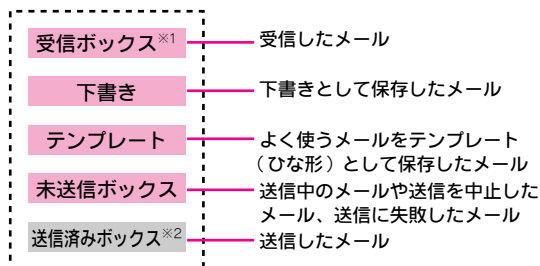 受信ボックス※1
受信したメール
下書き
下書きとして保存したメール
テンプレート
よく使うメールをテンプレート
（ひな形）として保存したメール
未送信ボックス
送信中のメールや送信を中止した
メール、送信に失敗したメール
送信済みボックス※2
送信したメール